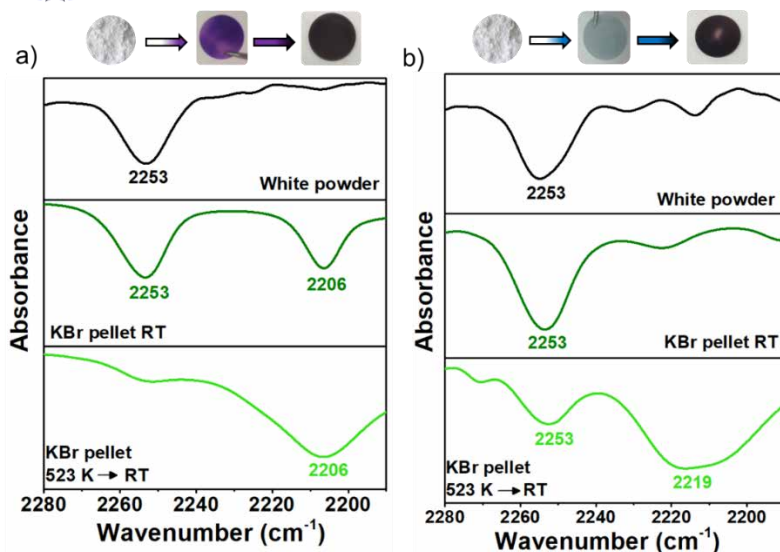 a)
Absorbance
2253
White powder
2253
2206
KBr pellet RT
KBr pellet
523 K → RT
2206
2280 2260 2240 2220 2200
Wavenumber (cm⁻¹)
b)
Absorbance
2253
White powder
2253
KBr pellet RT
2253
2219
KBr pellet
523 K → RT
2280 2260 2240 2220 2200
Wavenumber (cm⁻¹)